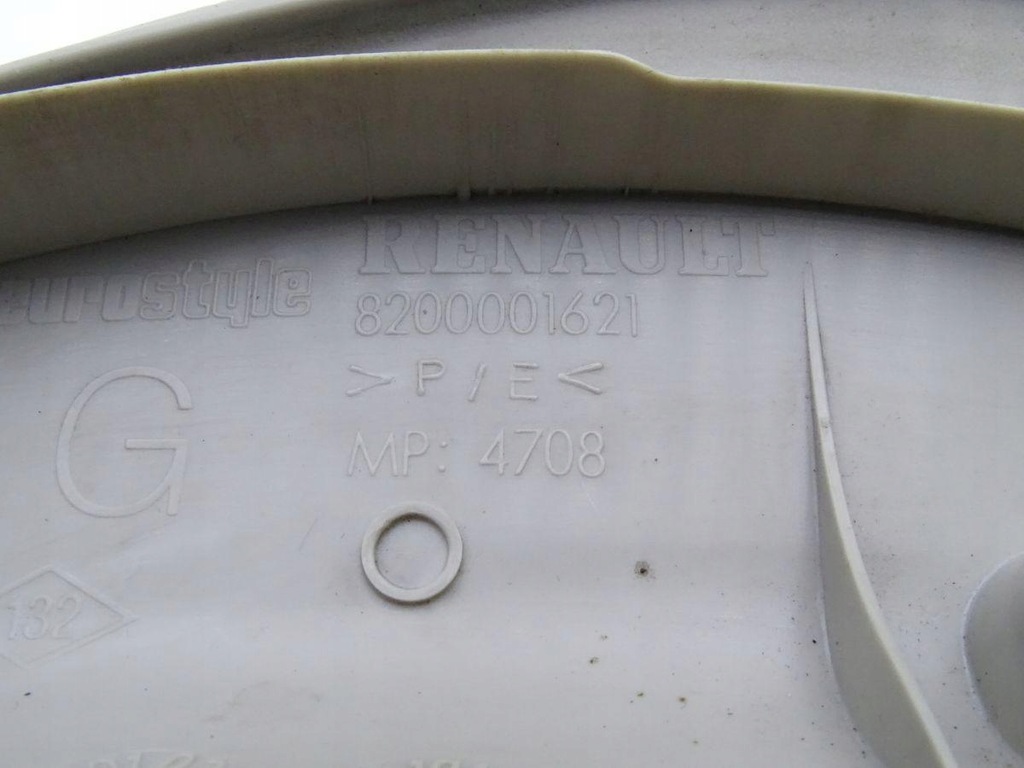 RENAULT
eurostyle
8200001621
> P/E <
MP: 4708
G
132